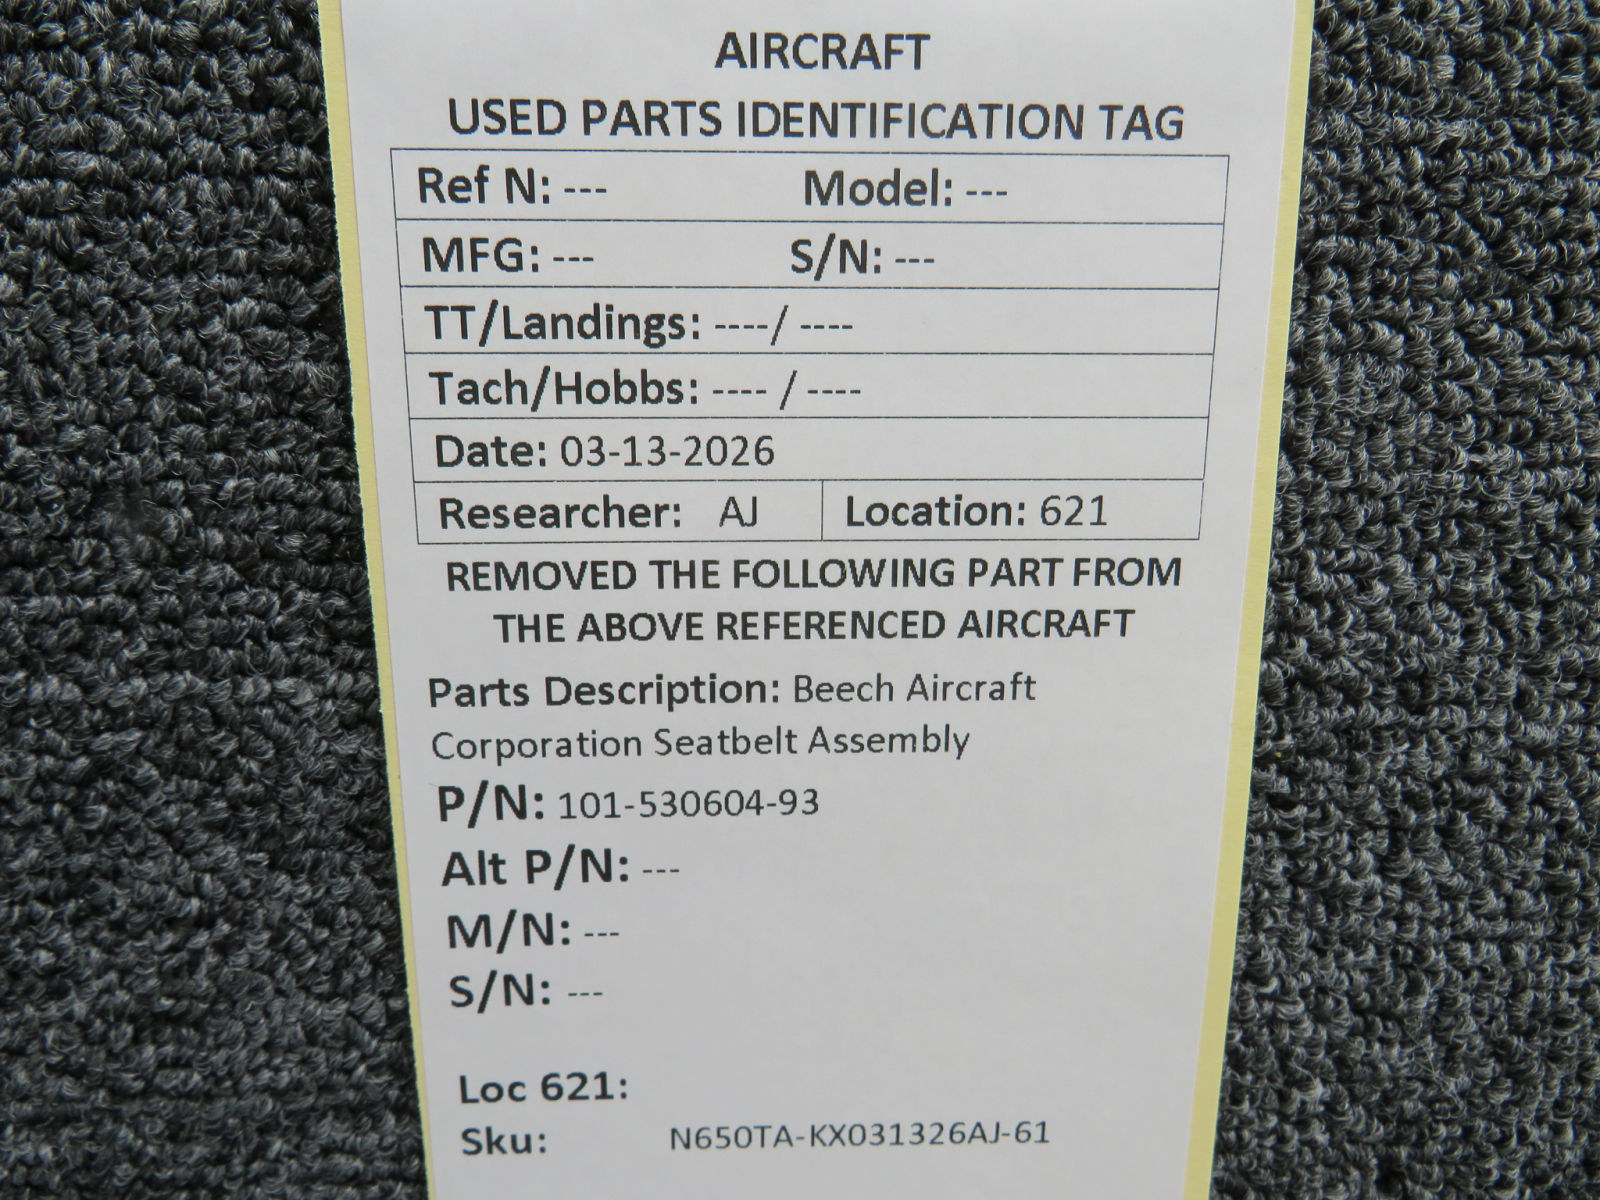 AIRCRAFT
USED PARTS IDENTIFICATION TAG
Ref N: --- Model: ---
MFG: --- S/N: ---
TT/Landings: ----/ ----
Tach/Hobbs: ---- / ----
Date: 03-13-2026
Researcher: AJ Location: 621
REMOVED THE FOLLOWING PART FROM
THE ABOVE REFERENCED AIRCRAFT
Parts Description: Beech Aircraft
Corporation Seatbelt Assembly
P/N: 101-530604-93
Alt P/N: ---
M/N: ---
S/N: ---
Loc 621:
Sku: N650TA-KX031326AJ-61